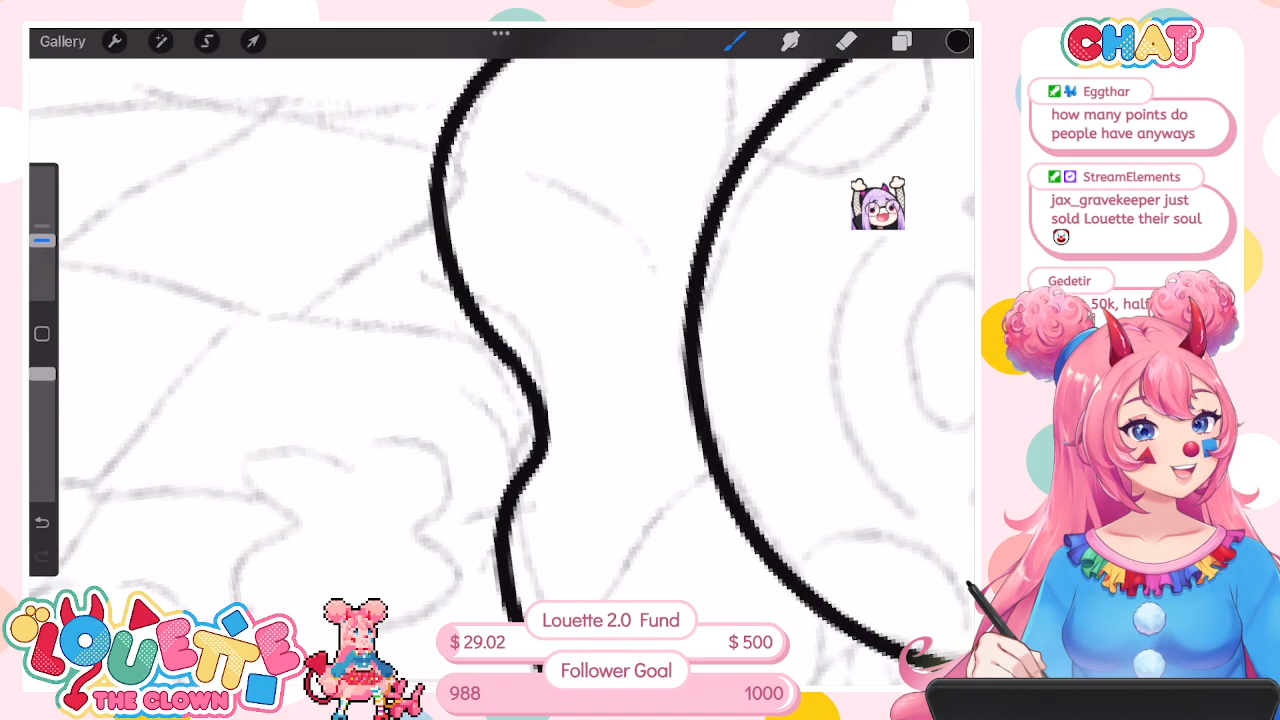 Gallery
CHAT
Eggthar
how many points do
people have anyways
StreamElements
jax_gravekeeper just
sold Louette their soul
Gedetir
50k, half
LOUETTE
THE CLOWN
Louette 2.0 Fund
$ 29.02
$ 500
Follower Goal
988
1000